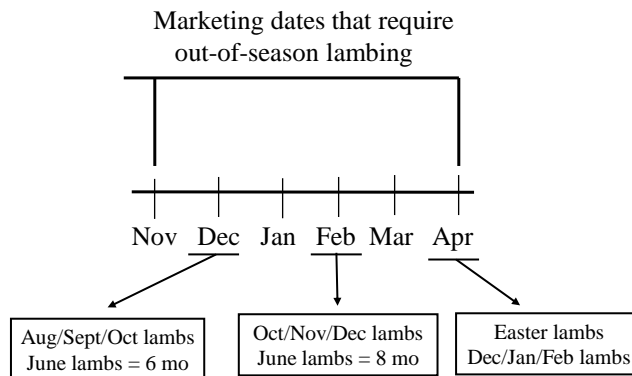 Marketing dates that require
out-of-season lambing
Nov Dec Jan Feb Mar Apr
Aug/Sept/Oct lambs
June lambs = 6 mo
Oct/Nov/Dec lambs
June lambs = 8 mo
Easter lambs
Dec/Jan/Feb lambs